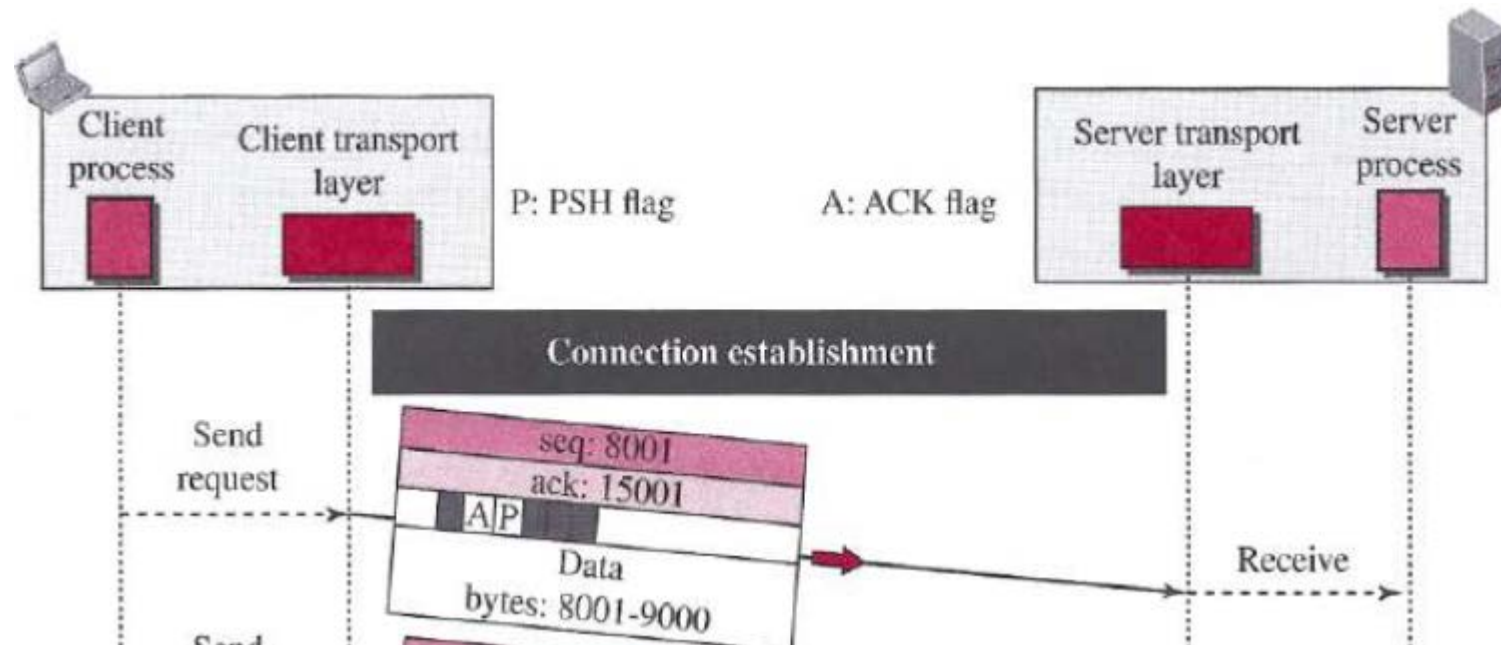 Client
process
Client transport
layer
P: PSH flag
A: ACK flag
Server transport
layer
Server
process
Connection establishment
Send
request
seq: 8001
ack: 15001
A P
Data
bytes: 8001-9000
Receive
Send